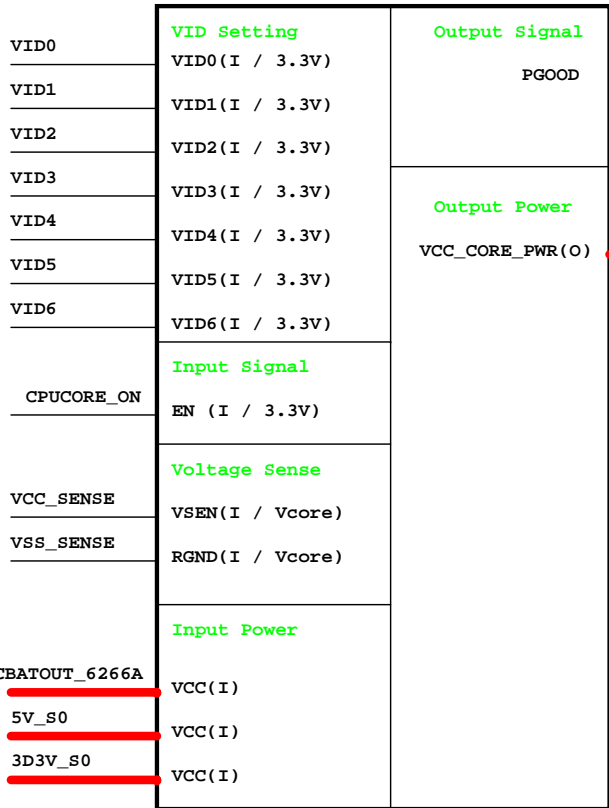 VID Setting
Output Signal
VID0
VID0(I / 3.3V)
PGOOD
VID1
VID1(I / 3.3V)
VID2
VID2(I / 3.3V)
VID3
VID3(I / 3.3V)
Output Power
VID4
VID4(I / 3.3V)
VCC_CORE_PWR(O)
VID5
VID5(I / 3.3V)
VID6
VID6(I / 3.3V)
Input Signal
CPUCORE_ON
EN (I / 3.3V)
Voltage Sense
VCC_SENSE
VSEN(I / Vcore)
VSS_SENSE
RGND(I / Vcore)
Input Power
CBATOUT_6266A
VCC(I)
5V_S0
VCC(I)
3D3V_S0
VCC(I)